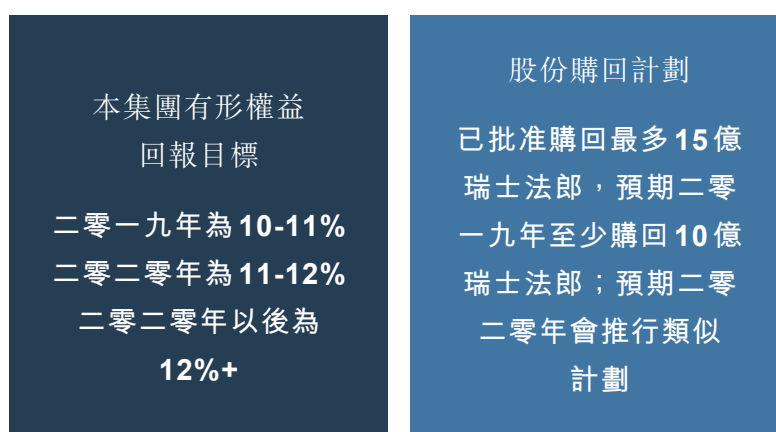 本集團有形權益
回報目標
二零一九年為10-11%
二零二零年為11-12%
二零二零年以後為
12%+
股份購回計劃
已批准購回最多15億
瑞士法郎，預期二零
一九年至少購回10億
瑞士法郎；預期二零
二零年會推行類似
計劃